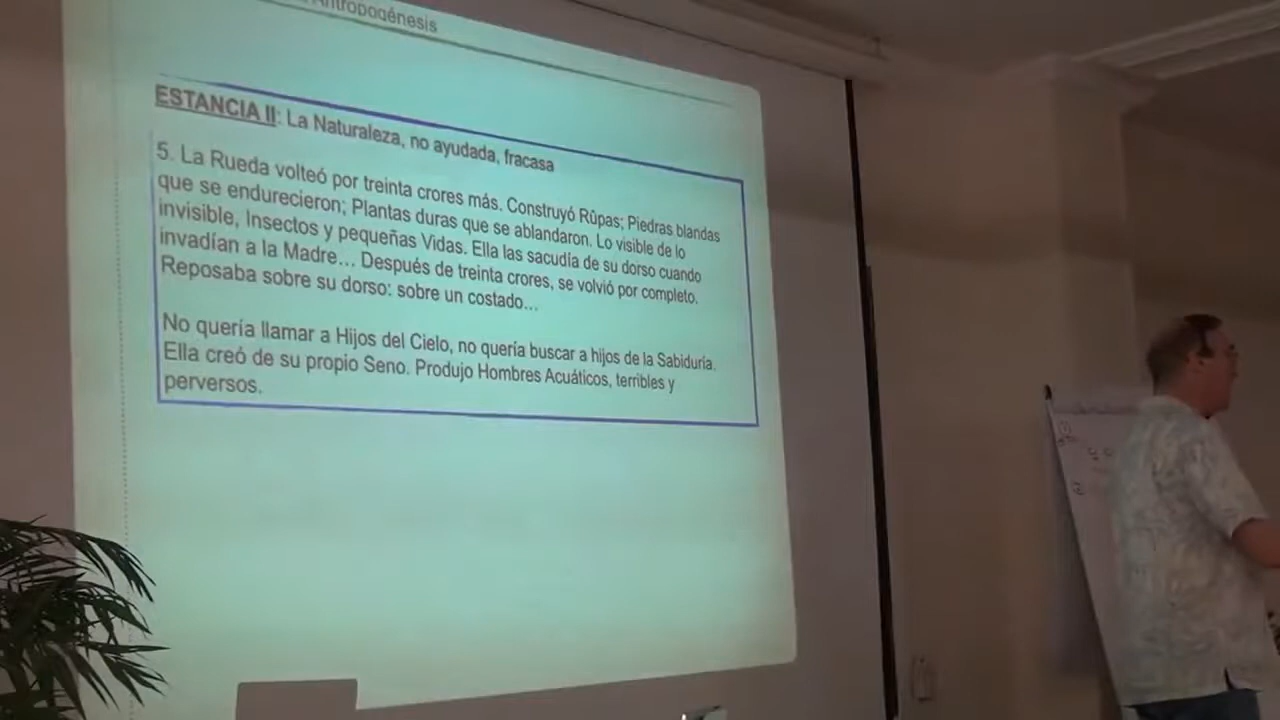 Antropogénesis
ESTANCIA II: La Naturaleza, no ayudada, fracasa
5. La Rueda volteó por treinta crores más. Construyó Rûpas; Piedras blandas
que se endurecieron; Plantas duras que se ablandaron. Lo visible de lo
invisible, Insectos y pequeñas Vidas. Ella las sacudía de su dorso cuando
invadían a la Madre... Después de treinta crores, se volvió por completo.
Reposaba sobre su dorso: sobre un costado...
No quería llamar a Hijos del Cielo, no quería buscar a hijos de la Sabiduría.
Ella creó de su propio Seno. Produjo Hombres Acuáticos, terribles y
perversos.